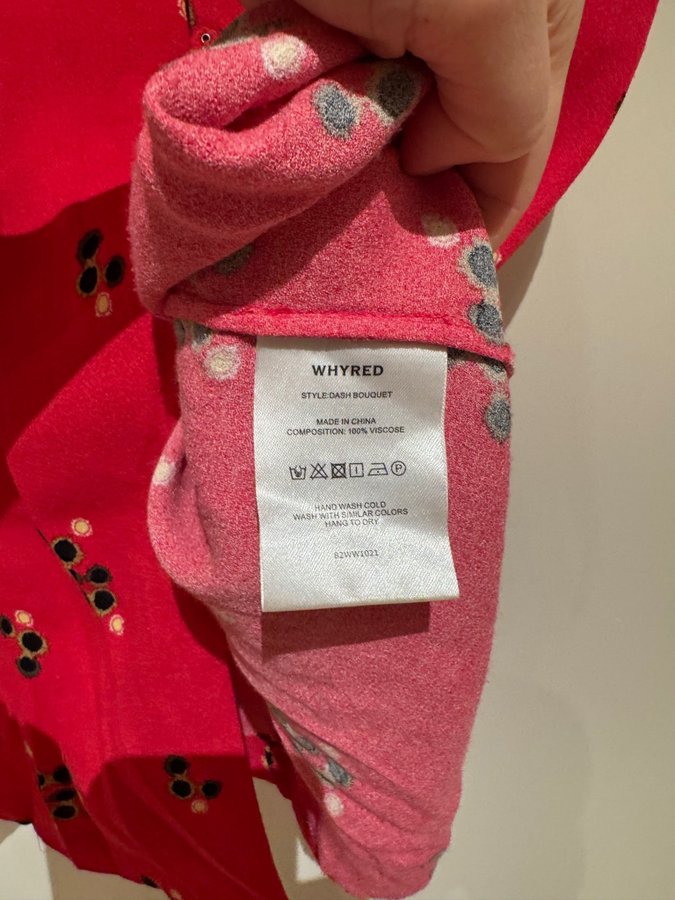 WHYRED
STYLE:DASH BOUQUET
MADE IN CHINA
COMPOSITION: 100% VISCOSE
P
HAND WASH COLD
WASH WITH SIMILAR COLORS
HANG TO DRY
82WW1021